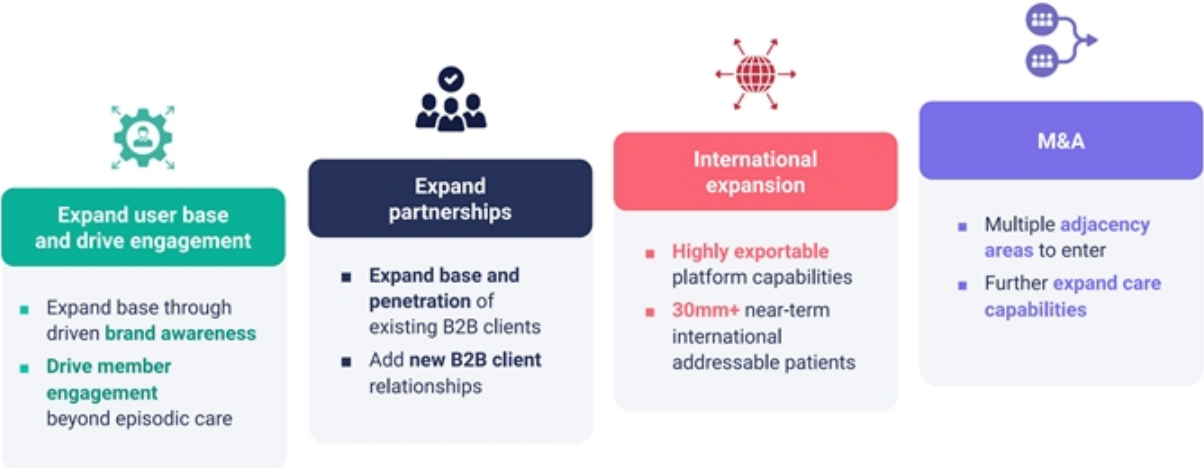 Expand user base
and drive engagement
Expand base through
driven brand awareness
Drive member
engagement
beyond episodic care
Expand
partnerships
Expand base and
penetration of
existing B2B clients
Add new B2B client
relationships
International
expansion
Highly exportable
platform capabilities
30mm+ near-term
international
addressable patients
M&A
Multiple adjacency
areas to enter
Further expand care
capabilities